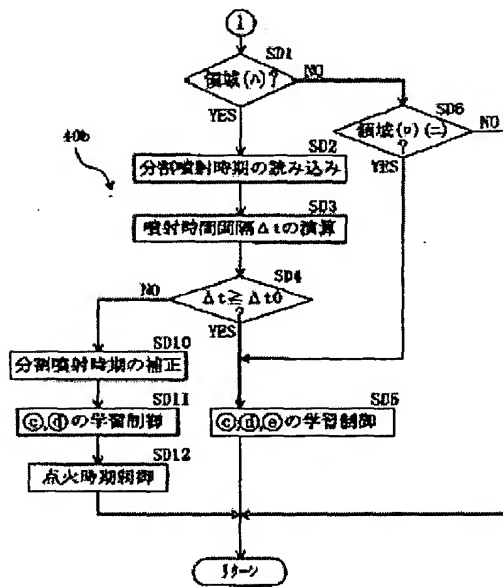 1
SD1
領域(ハ)?
NO
YES
SD6
領域(ロ)(ニ)
?
NO
YES
40b
SD2
分割噴射時期の読み込み
SD3
噴射時間間隔Δtの演算
SD4
Δt≧Δt0
?
NO
YES
SD10
分割噴射時期の補正
SD11
ⓒ,ⓓの学習制御
SD12
点火時期制御
SD5
ⓒ,ⓓ,ⓔの学習制御
リターン